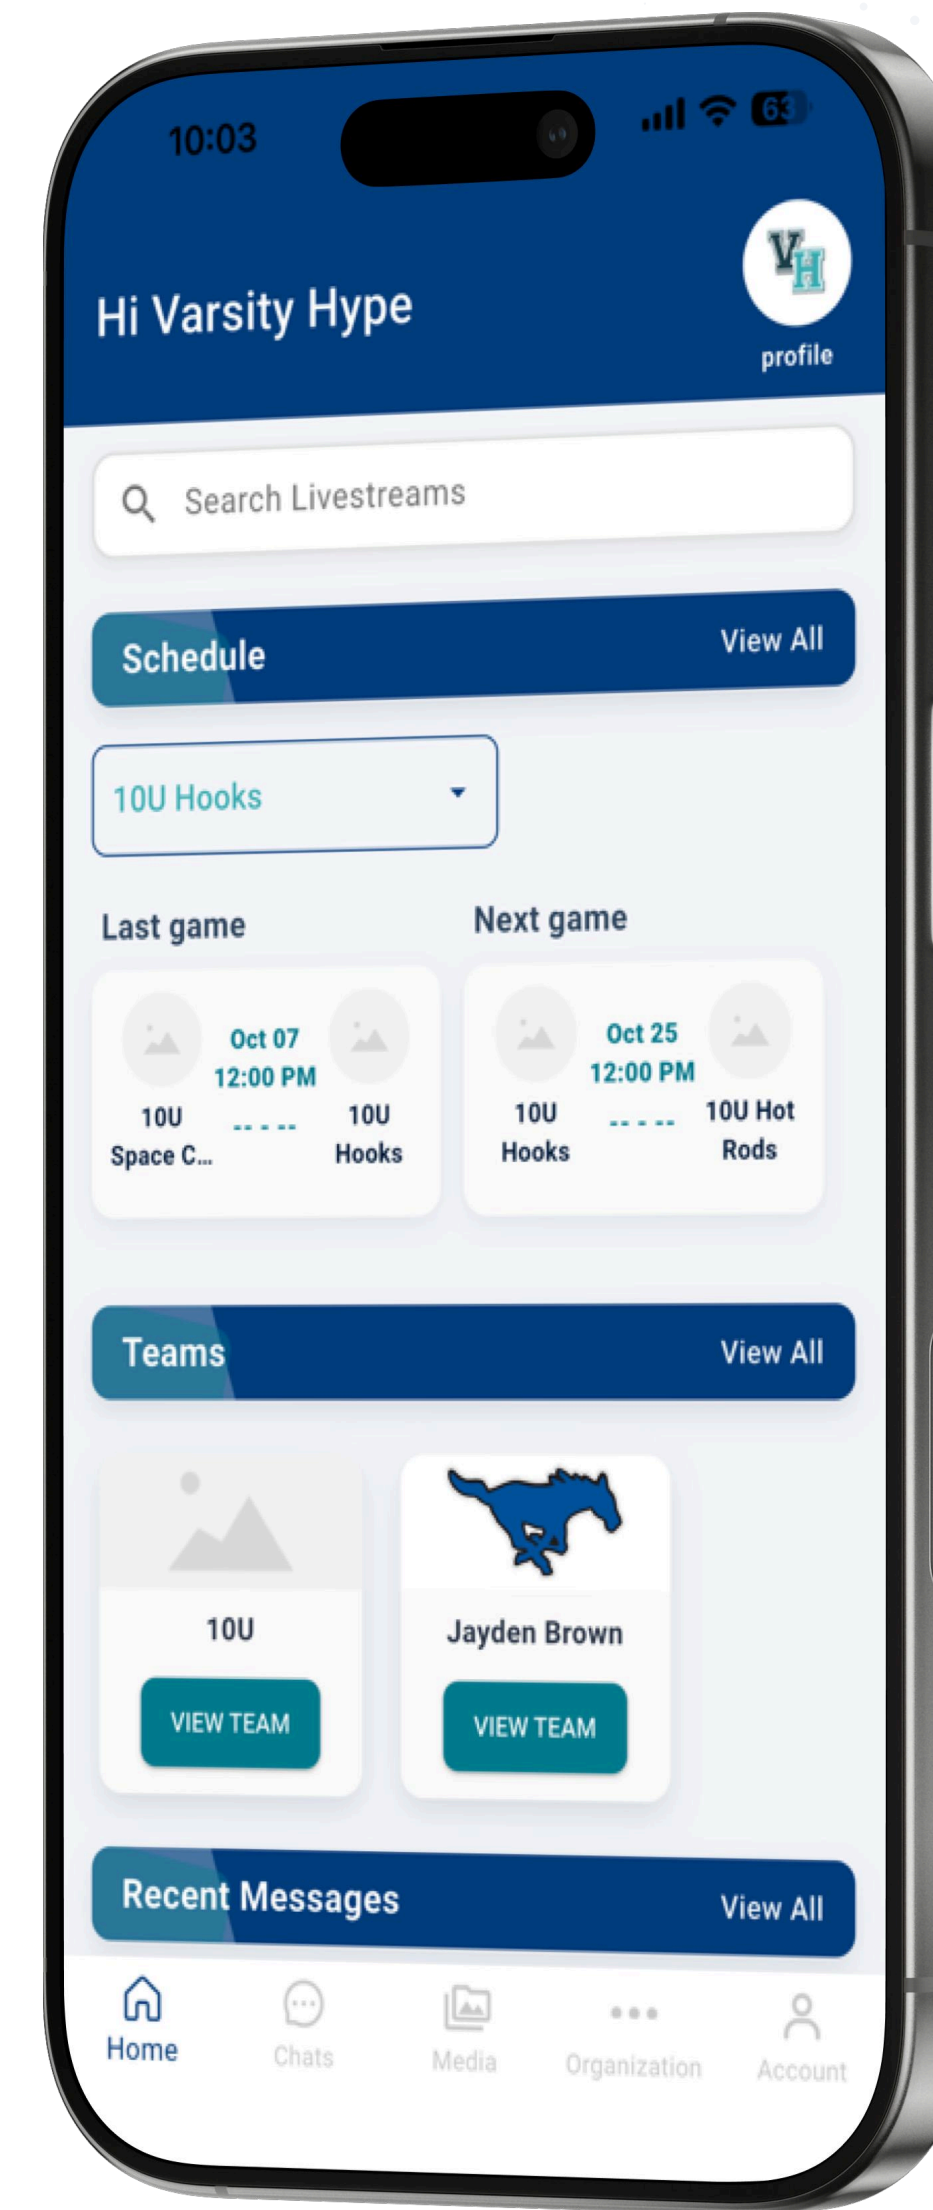 10:03
63
VH
Hi Varsity Hype
profile
Search Livestreams
Schedule
View All
10U Hooks
Last game
Next game
Oct 07
12:00 PM
10U
Space C...
-- - --
10U
Hooks
Oct 25
12:00 PM
10U
Hooks
-- - --
10U Hot
Rods
Teams
View All
10U
VIEW TEAM
Jayden Brown
VIEW TEAM
Recent Messages
View All
Home
Chats
Media
Organization
Account